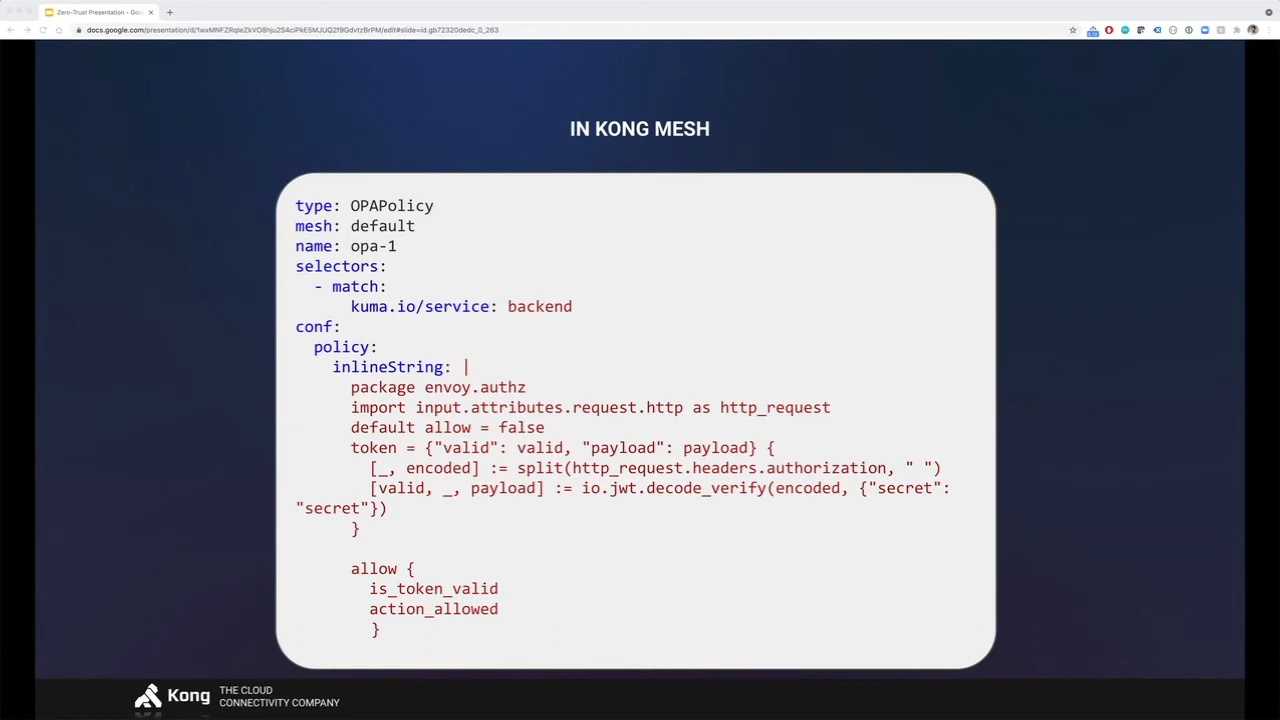 Zero-Trust Presentation - Goo
docs.google.com/presentation/d/1wxMNFZRqleZkVO8hju2S4ciPkE5MJUQ2f9GdvtzBrPM/edit#slide=id.gb72320dedc_0_263
IN KONG MESH
type: OPAPolicy
mesh: default
name: opa-1
selectors:
- match:
kuma.io/service: backend
conf:
policy:
inlineString: |
package envoy.authz
import input.attributes.request.http as http_request
default allow = false
token = {"valid": valid, "payload": payload} {
[_, encoded] := split(http_request.headers.authorization, " ")
[valid, _, payload] := io.jwt.decode_verify(encoded, {"secret":
"secret"})
}
allow {
is_token_valid
action_allowed
}
Kong
THE CLOUD
CONNECTIVITY COMPANY